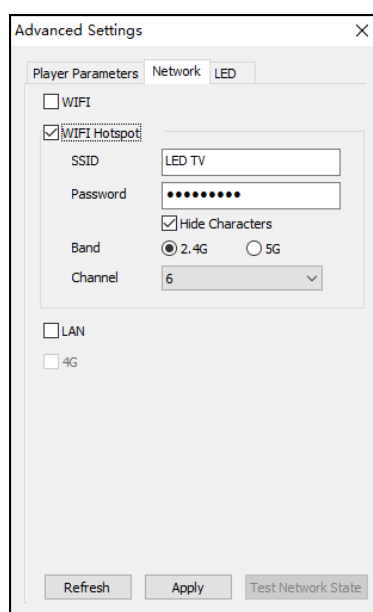 Advanced Settings
Player Parameters Network LED
WIFI
WIFI Hotspot
SSID LED TV
Password •••••••••
Hide Characters
Band 2.4G 5G
Channel 6
LAN
4G
Refresh Apply Test Network State